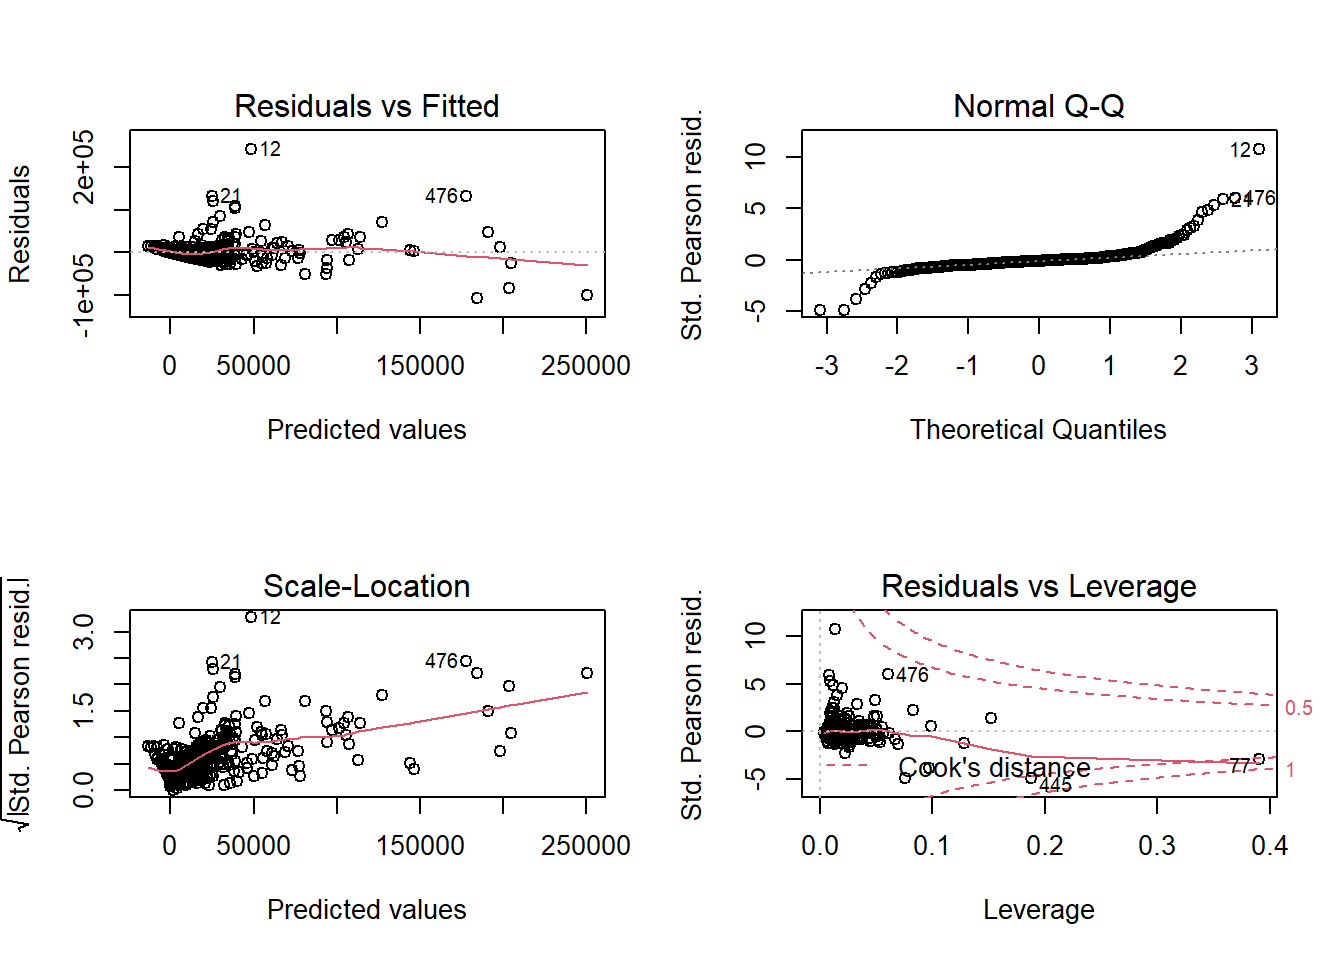 Residuals vs Fitted
Residuals
2e+05
-1e+05
12
21
476
0 50000 150000 250000
Predicted values
Normal Q-Q
Std. Pearson resid.
10
5
0
-5
12
476
21
-3 -2 -1 0 1 2 3
Theoretical Quantiles
Scale-Location
√|Std. Pearson resid.|
3.0
1.5
0.0
12
21
476
0 50000 150000 250000
Predicted values
Residuals vs Leverage
Std. Pearson resid.
10
5
0
-5
476
0.5
Cook's distance
77
1
445
0.0 0.1 0.2 0.3 0.4
Leverage